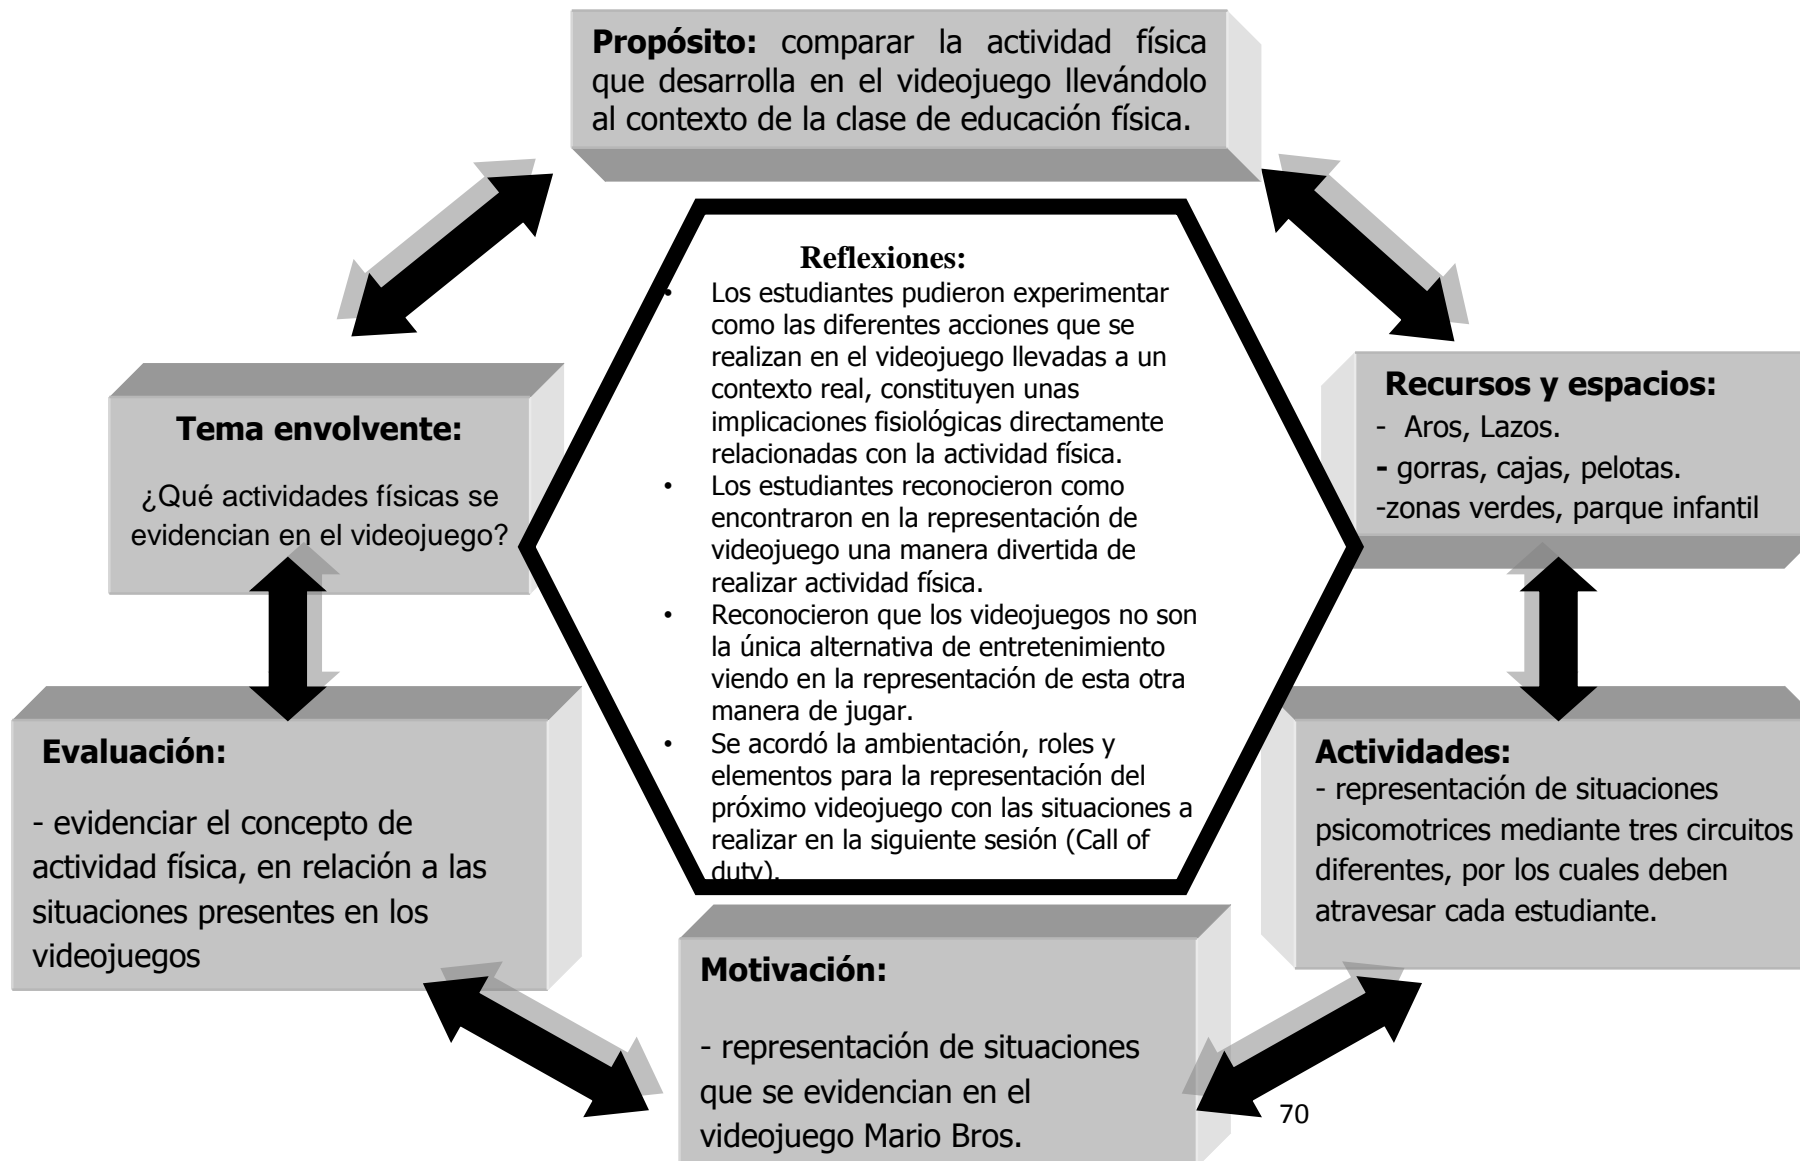 Propósito: comparar la actividad física
que desarrolla en el videojuego llevándolo
al contexto de la clase de educación física.
Reflexiones:
• Los estudiantes pudieron experimentar
como las diferentes acciones que se
realizan en el videojuego llevadas a un
contexto real, constituyen unas
implicaciones fisiológicas directamente
relacionadas con la actividad física.
• Los estudiantes reconocieron como
encontraron en la representación de
videojuego una manera divertida de
realizar actividad física.
• Reconocieron que los videojuegos no son
la única alternativa de entretenimiento
viendo en la representación de esta otra
manera de jugar.
• Se acordó la ambientación, roles y
elementos para la representación del
próximo videojuego con las situaciones a
realizar en la siguiente sesión (Call of
duty).
Tema envolvente:
¿Qué actividades físicas se
evidencian en el videojuego?
Recursos y espacios:
- Aros, Lazos.
- gorras, cajas, pelotas.
-zonas verdes, parque infantil
Evaluación:
- evidenciar el concepto de
actividad física, en relación a las
situaciones presentes en los
videojuegos
Actividades:
- representación de situaciones
psicomotrices mediante tres circuitos
diferentes, por los cuales deben
atravesar cada estudiante.
Motivación:
- representación de situaciones
que se evidencian en el
videojuego Mario Bros.
70